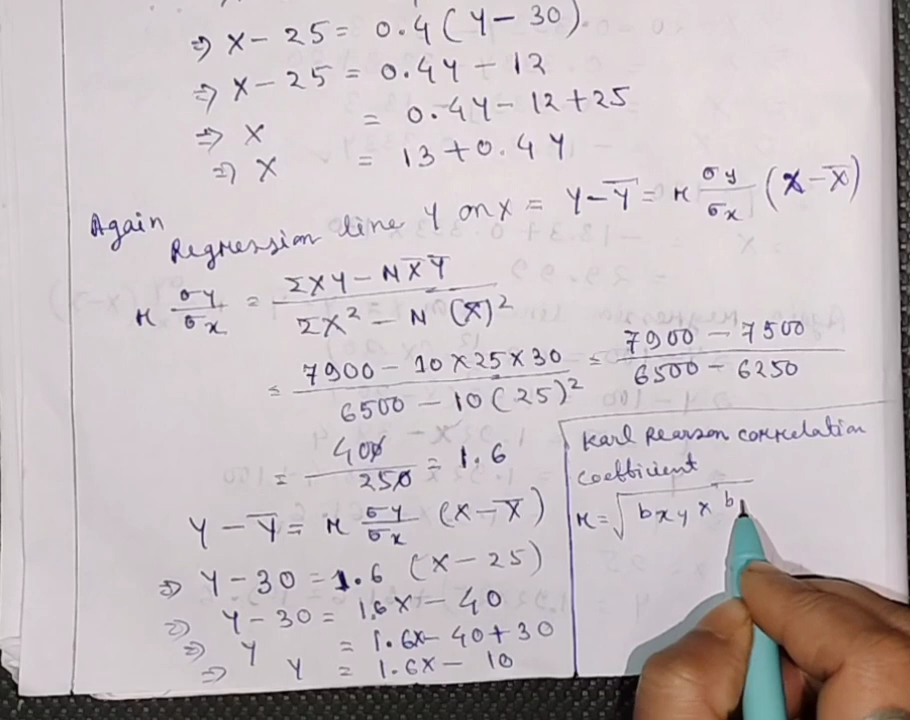 ⇒ X - 25 = 0.4 (Y - 30)
⇒ X - 25 = 0.4Y - 12
⇒ X = 0.4Y - 12 + 25
⇒ X = 13 + 0.4Y
Again
Regression line Y on X = Y - Y̅ = r σy/σx (X - X̅)
r σy/σx = ΣXY - N X̅ Y̅ / ΣX² - N (X̅)²
= 7900 - 10 × 25 × 30 / 6500 - 10 (25)² = 7900 - 7500 / 6500 - 6250
= 400 / 250 = 1.6
Y - Y̅ = r σy/σx (X - X̅)
⇒ Y - 30 = 1.6 (X - 25)
⇒ Y - 30 = 1.6X - 40
⇒ Y = 1.6X - 40 + 30
⇒ Y = 1.6X - 10
Karl Pearson correlation
coefficient
r = √bxy × b